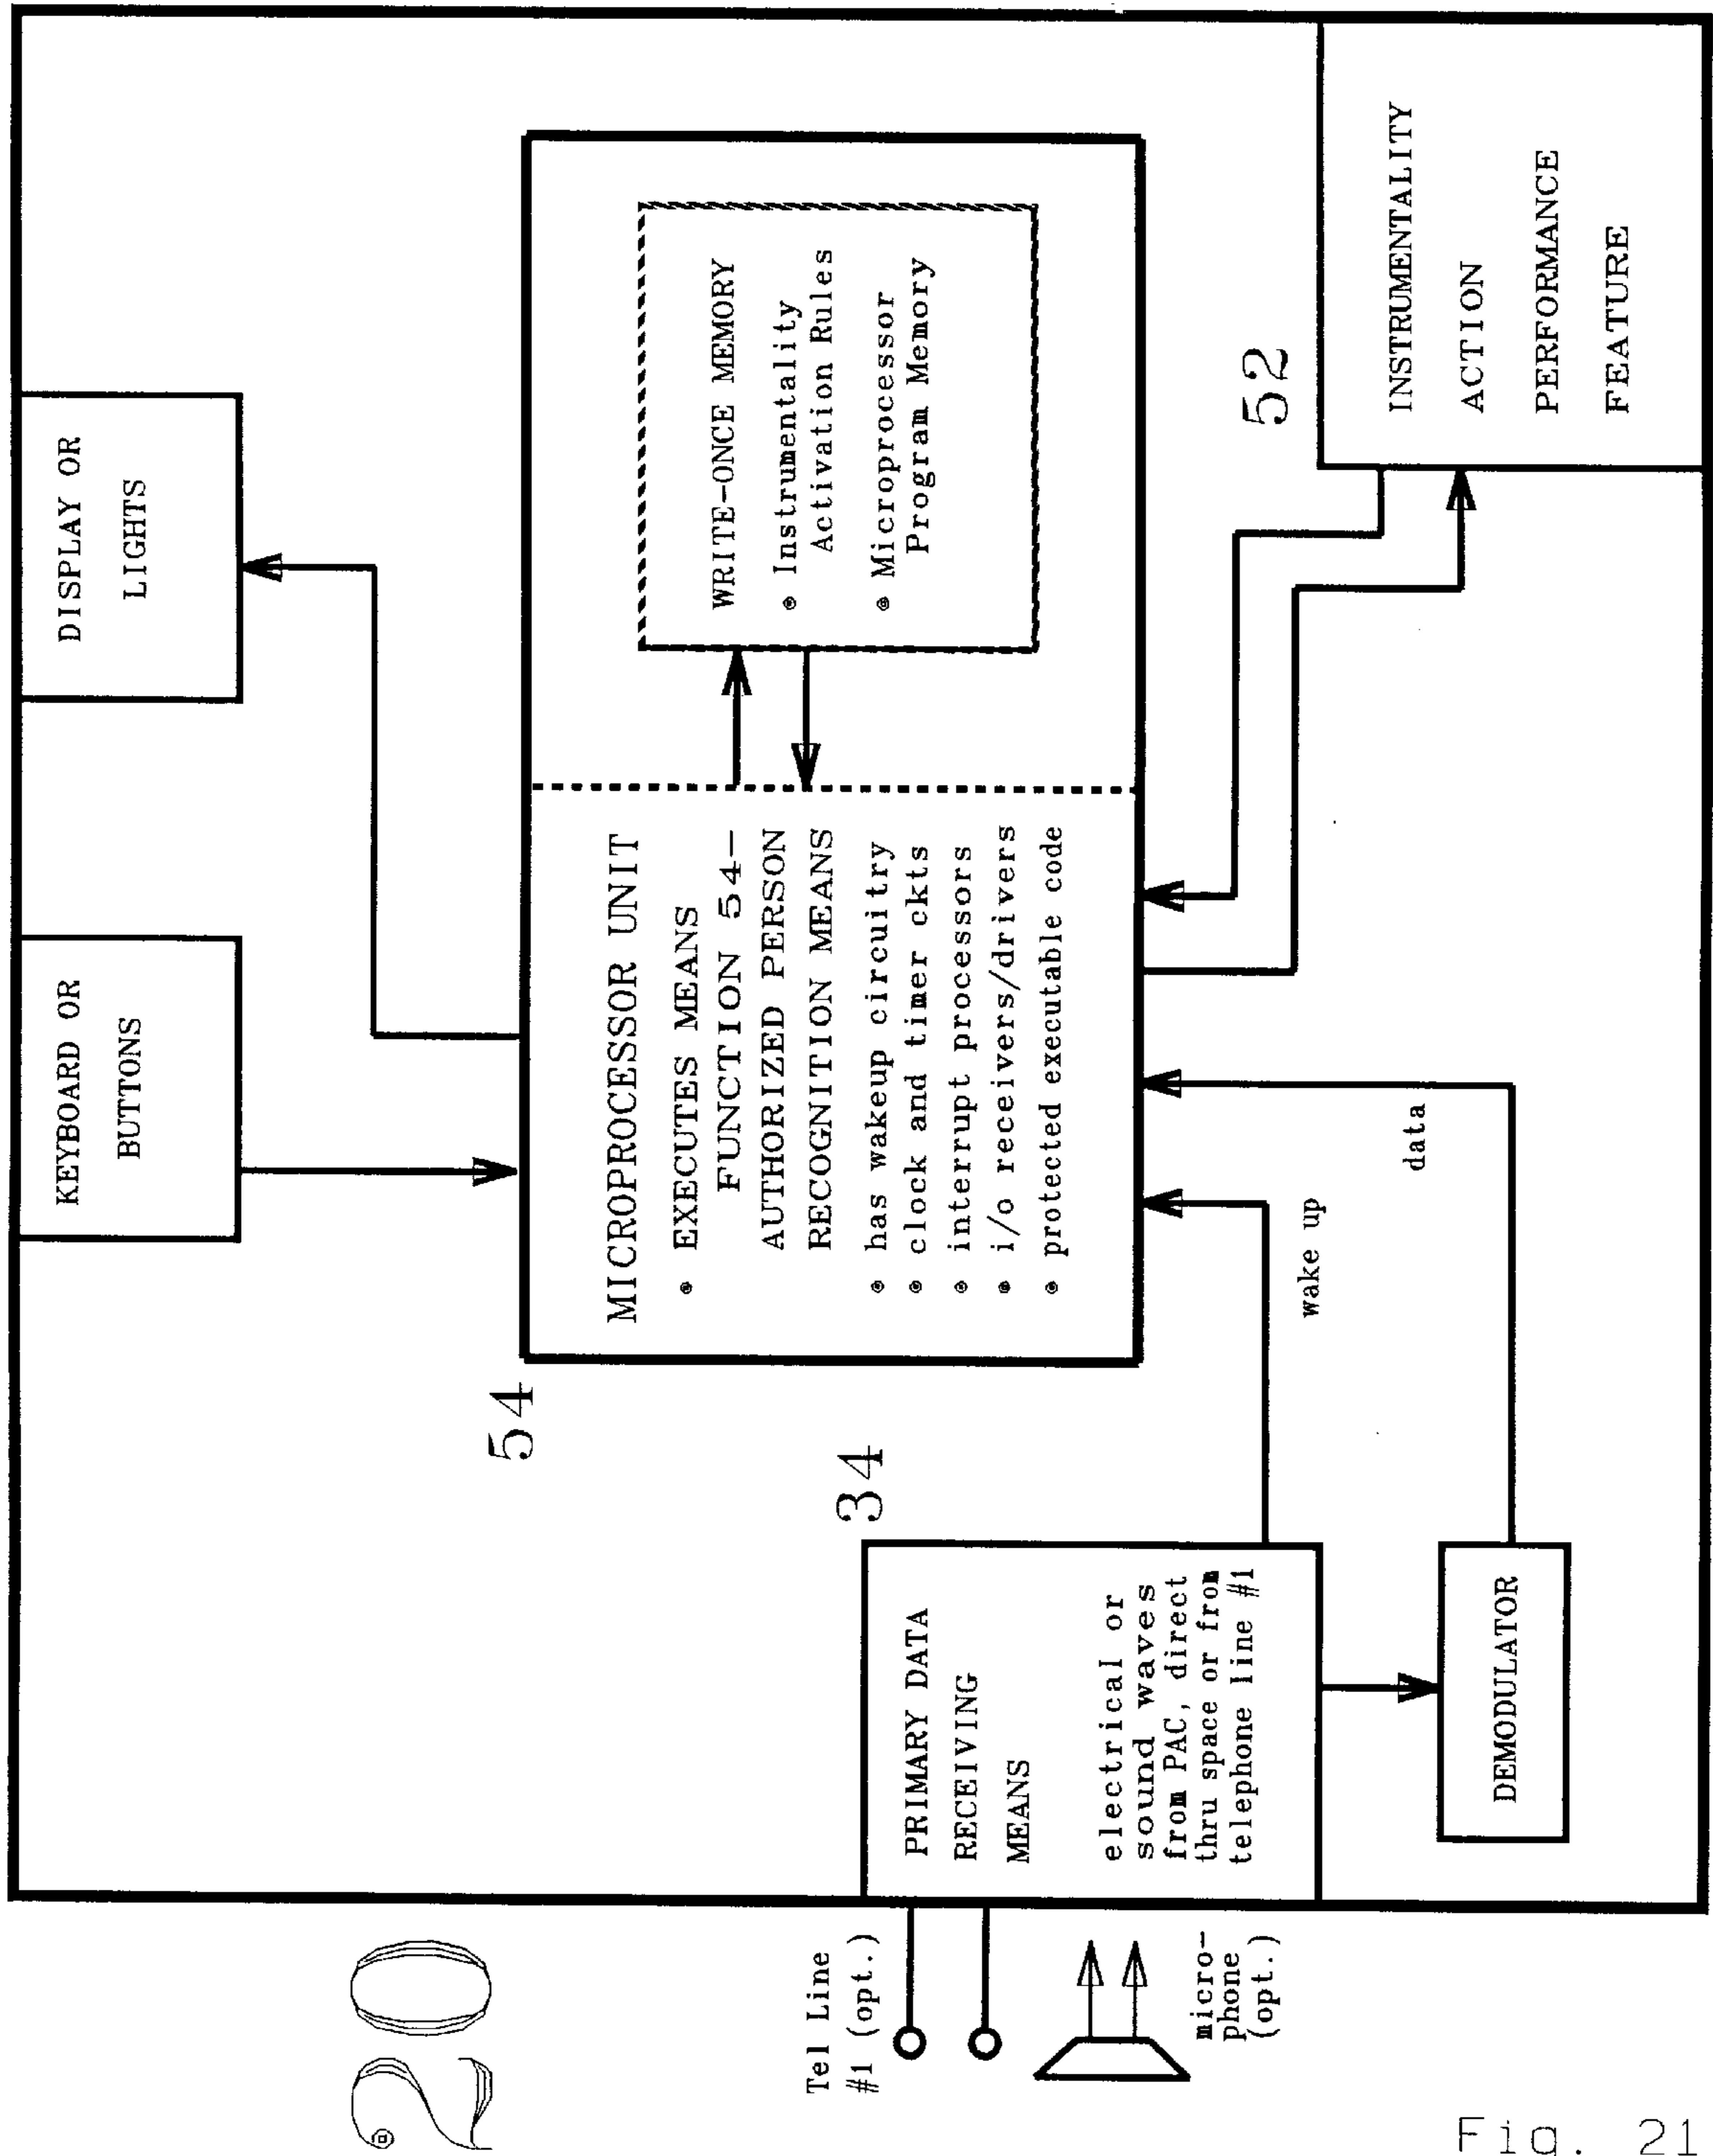 20
KEYBOARD OR
BUTTONS
DISPLAY OR
LIGHTS
54
MICROPROCESSOR UNIT
• EXECUTES MEANS
FUNCTION 54-
AUTHORIZED PERSON
RECOGNITION MEANS
• has wakeup circuitry
• clock and timer ckts
• interrupt processors
• i/o receivers/drivers
• protected executable code
WRITE-ONCE MEMORY
• Instrumentality
Activation Rules
• Microprocessor
Program Memory
34
PRIMARY DATA
RECEIVING
MEANS
electrical or
sound waves
from PAC, direct
thru space or from
telephone line #1
Tel Line
#1 (opt.)
micro-
phone
(opt.)
wake up
data
DEMODULATOR
52
INSTRUMENTALITY
ACTION
PERFORMANCE
FEATURE
Fig. 21